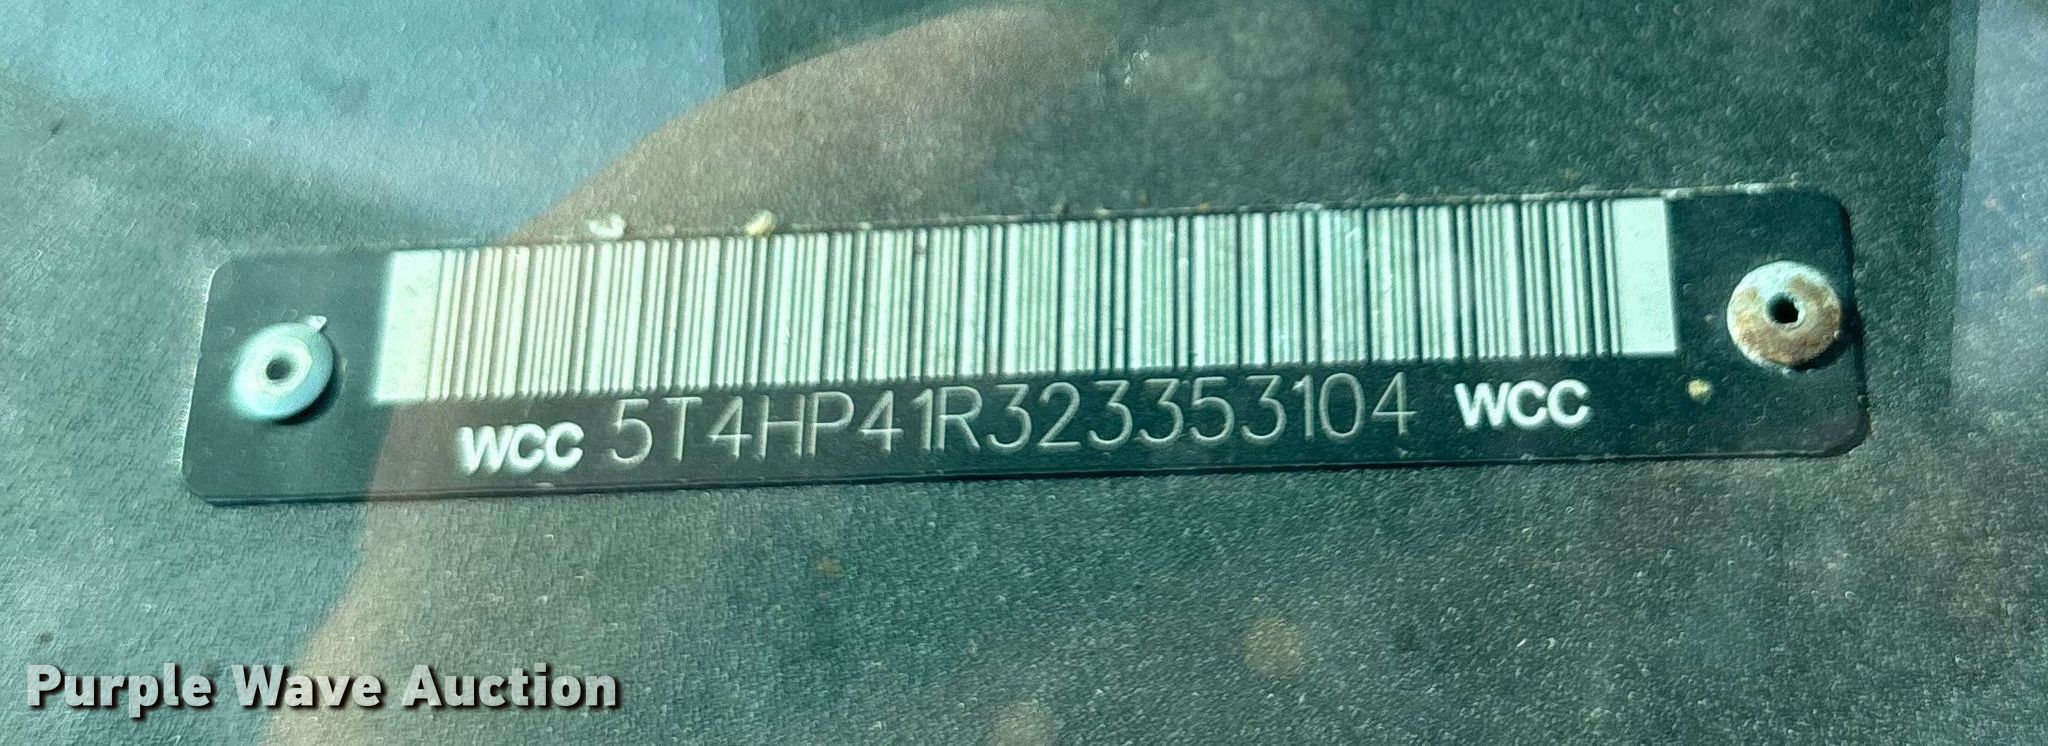 WCC 5T4HP41R323353104 WCC
Purple Wave Auction